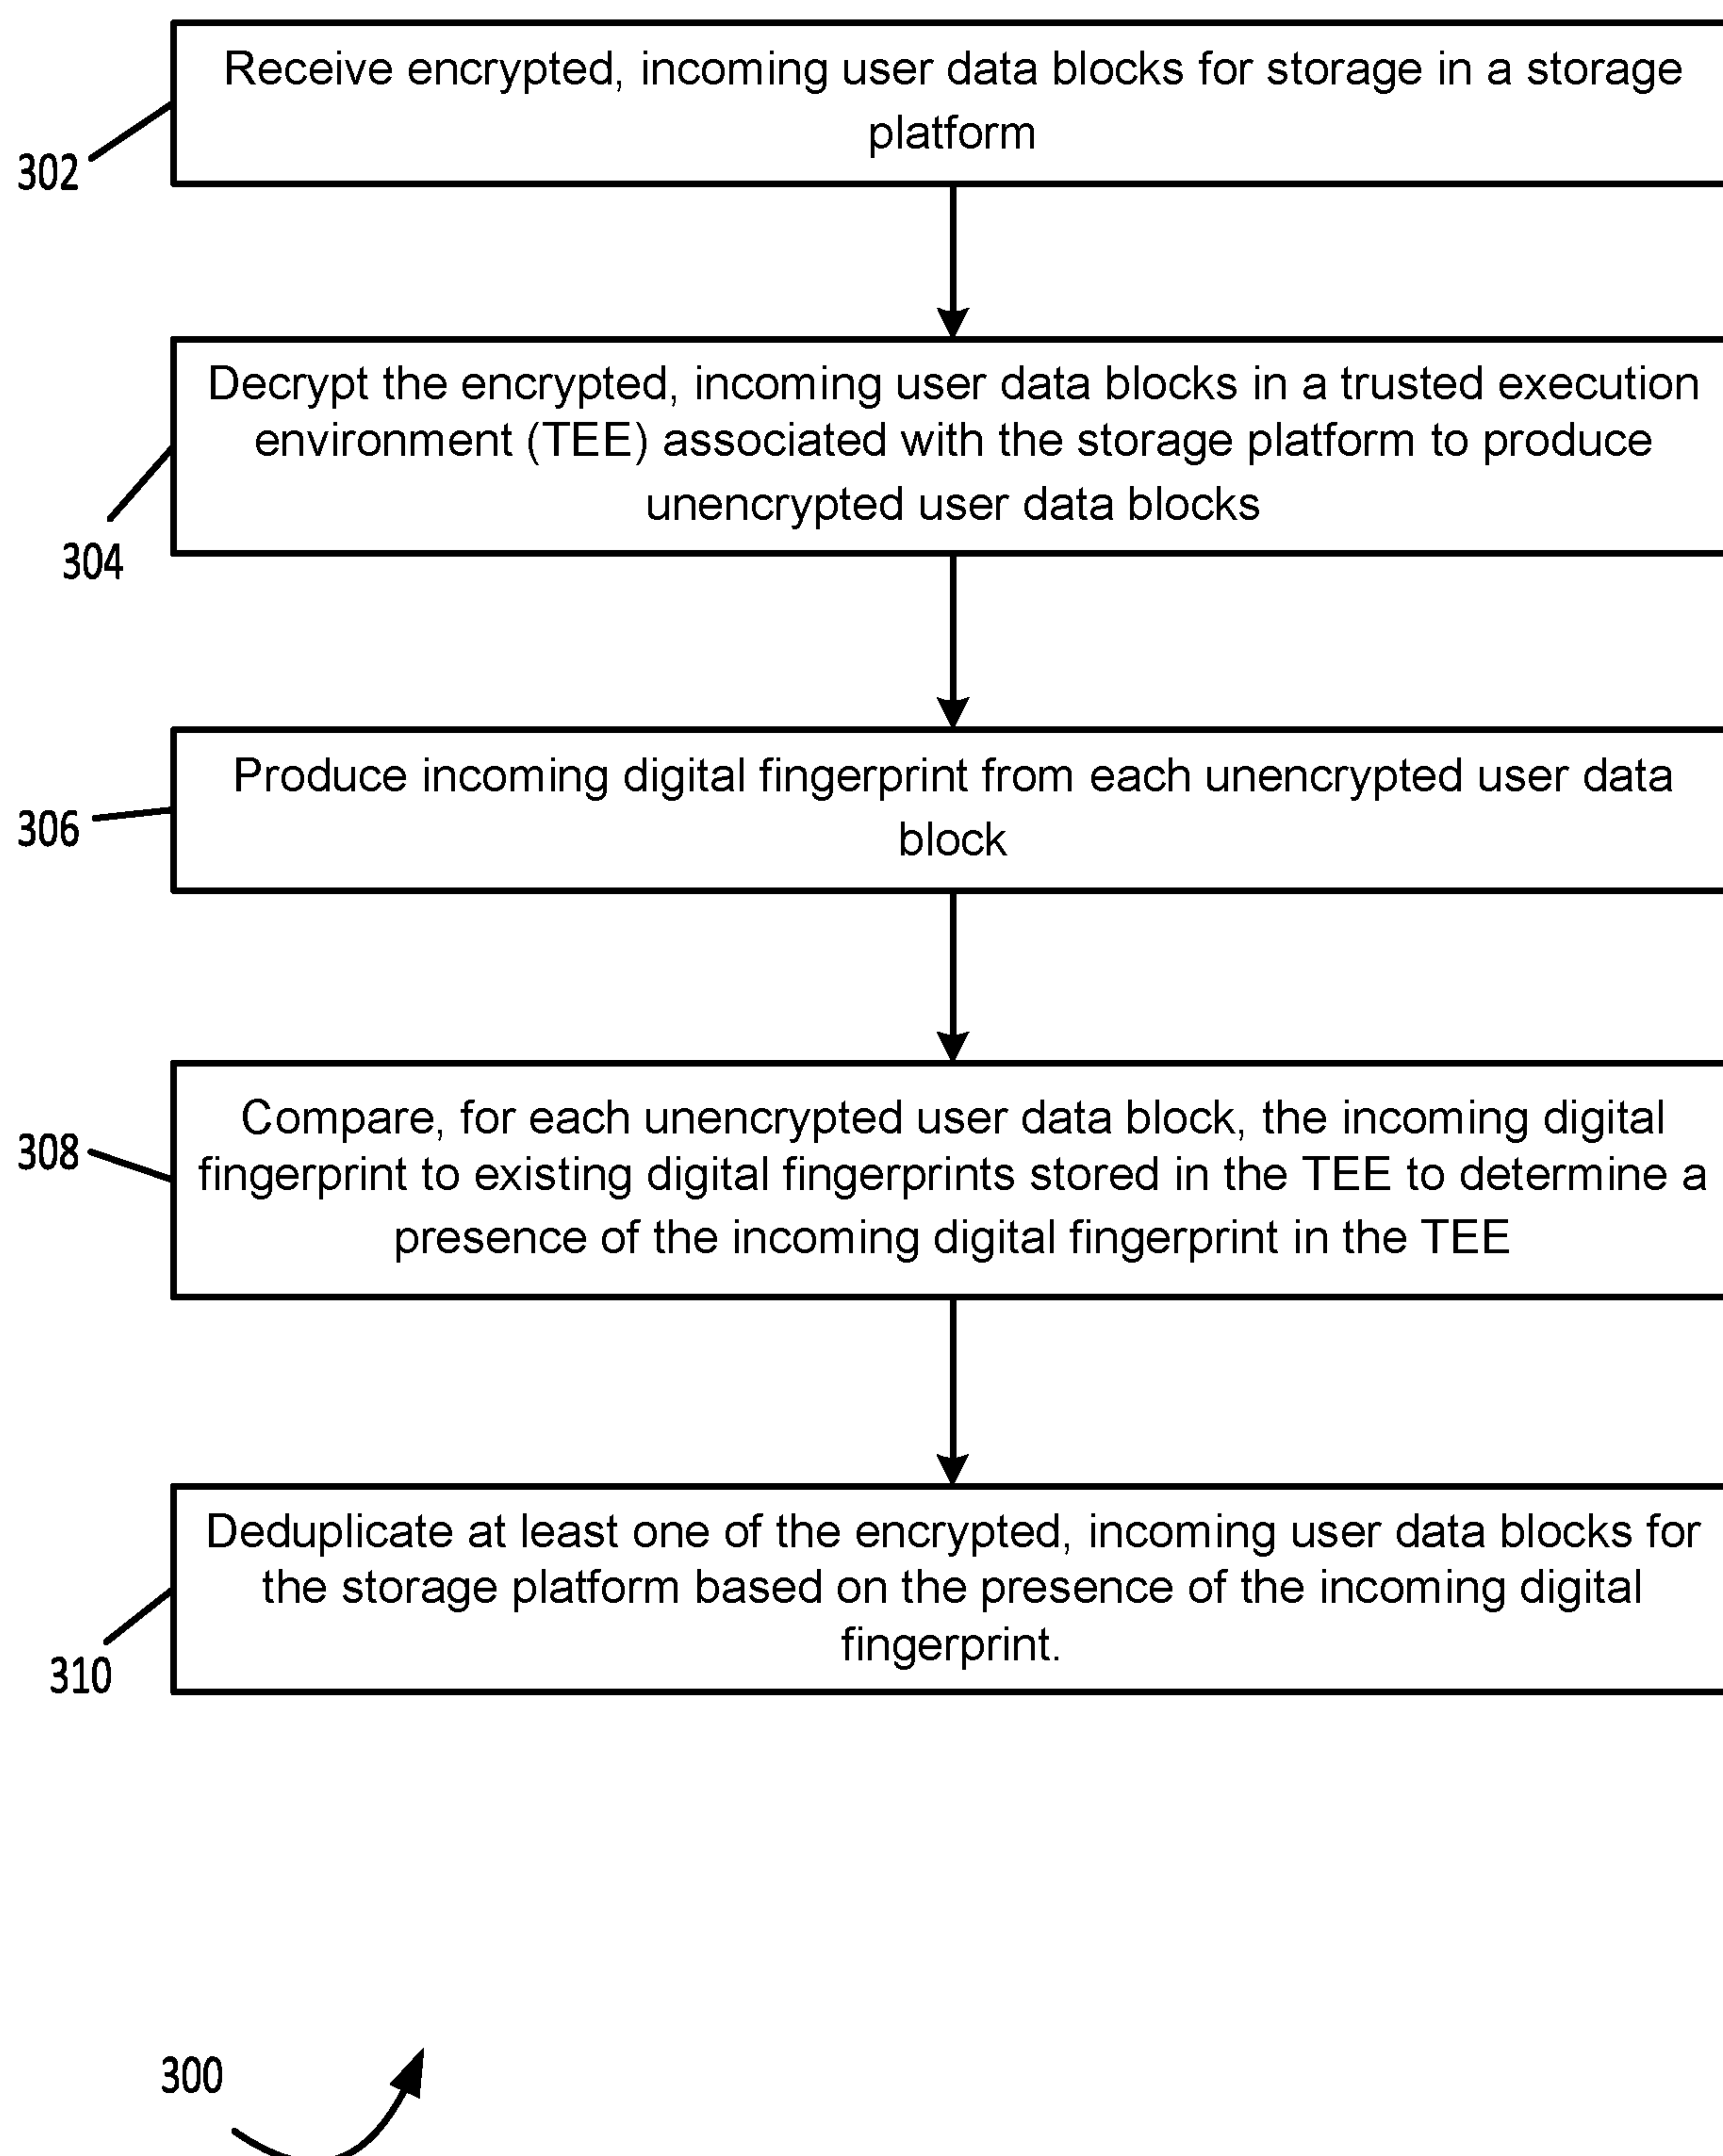 Receive encrypted, incoming user data blocks for storage in a storage
platform
302
Decrypt the encrypted, incoming user data blocks in a trusted execution
environment (TEE) associated with the storage platform to produce
unencrypted user data blocks
304
Produce incoming digital fingerprint from each unencrypted user data
block
306
Compare, for each unencrypted user data block, the incoming digital
fingerprint to existing digital fingerprints stored in the TEE to determine a
presence of the incoming digital fingerprint in the TEE
308
Deduplicate at least one of the encrypted, incoming user data blocks for
the storage platform based on the presence of the incoming digital
fingerprint.
310
300